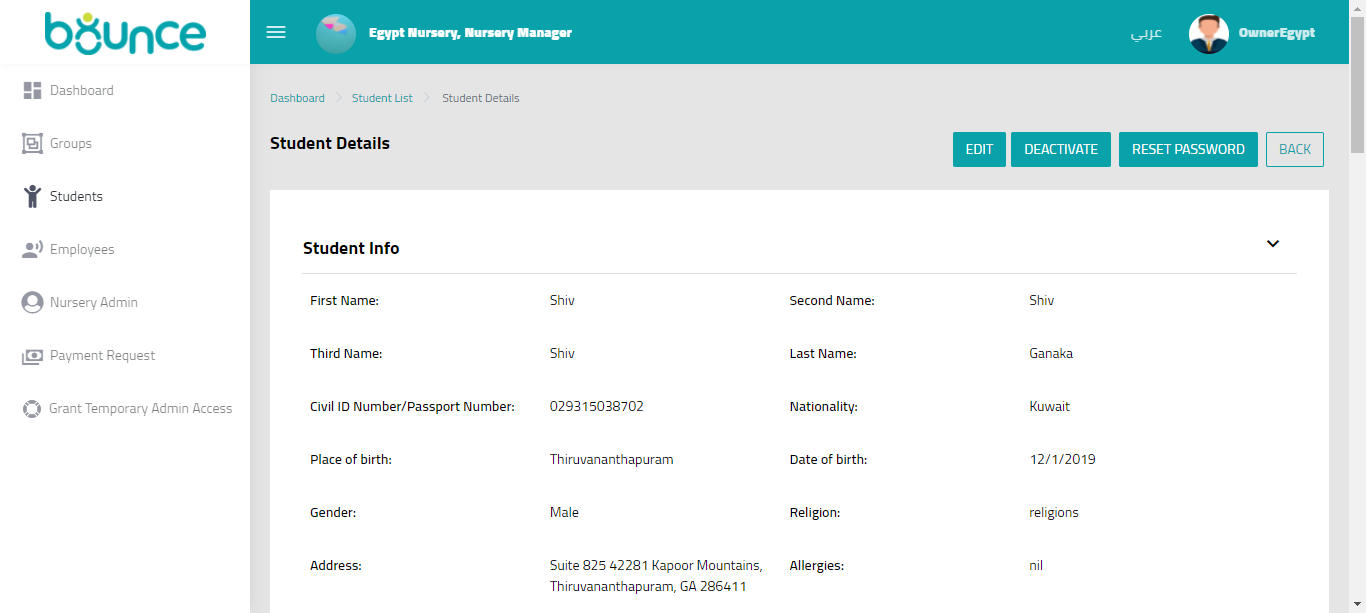 bounce
Egypt Nursery, Nursery Manager
عربي
OwnerEgypt
Dashboard
Groups
Students
Employees
Nursery Admin
Payment Request
Grant Temporary Admin Access
Dashboard > Student List > Student Details
Student Details
EDIT
DEACTIVATE
RESET PASSWORD
BACK
Student Info
First Name: Shiv Second Name: Shiv
Third Name: Shiv Last Name: Ganaka
Civil ID Number/Passport Number: 029315038702 Nationality: Kuwait
Place of birth: Thiruvananthapuram Date of birth: 12/1/2019
Gender: Male Religion: religions
Address: Suite 825 42281 Kapoor Mountains, Allergies: nil
Thiruvananthapuram, GA 286411